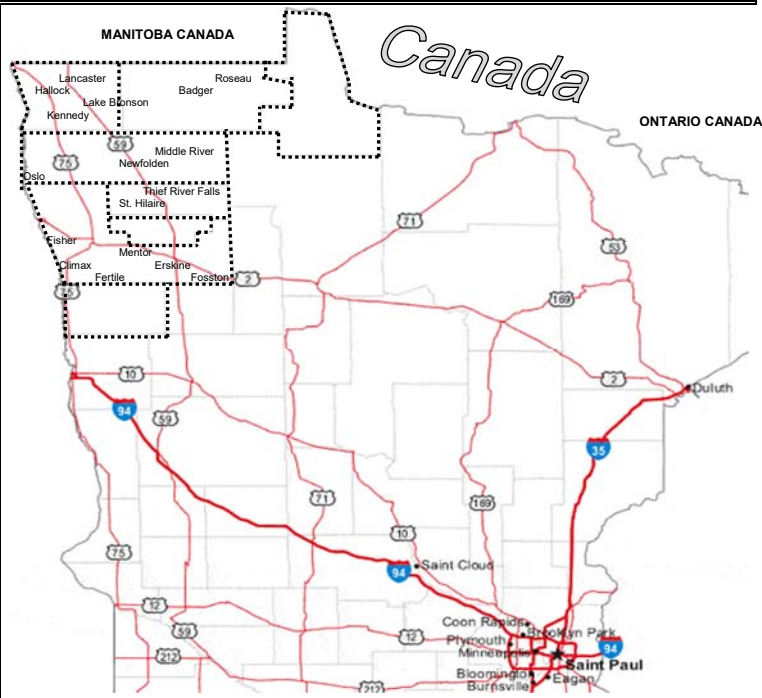 Canada
MANITOBA CANADA
ONTARIO CANADA
Lancaster
Roseau
Hallock
Badger
Lake Bronson
Kennedy
59
Middle River
75
Newfolden
Oslo
Thief River Falls
St. Hilaire
71
Fisher
53
Mentor
Climax
Erskine
Fertile
Fosston
2
75
169
10
2
Duluth
94
59
35
71
169
10
75
94
Saint Cloud
12
Coon Rapids
59
12
Brooklyn Park
Plymouth
94
Minneapolis
212
Saint Paul
Bloomington
Eagan
Burnsville
212